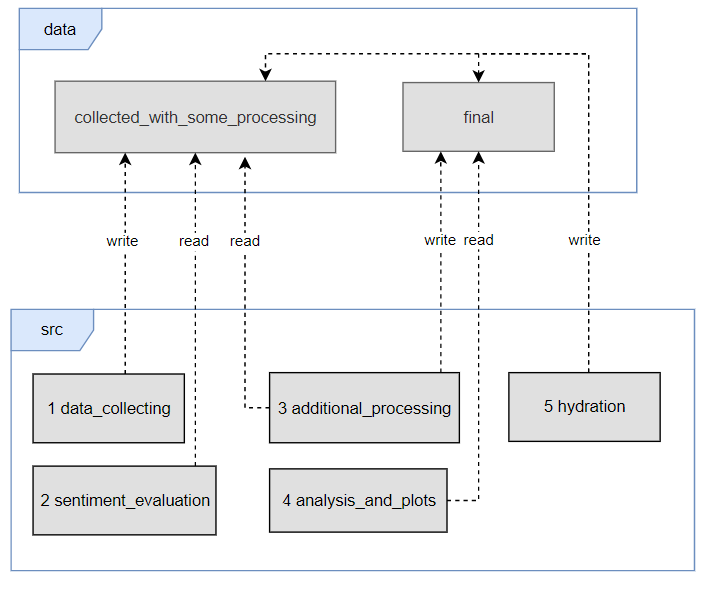 data
collected_with_some_processing
final
write
read
read
write
read
write
src
1 data_collecting
3 additional_processing
5 hydration
2 sentiment_evaluation
4 analysis_and_plots